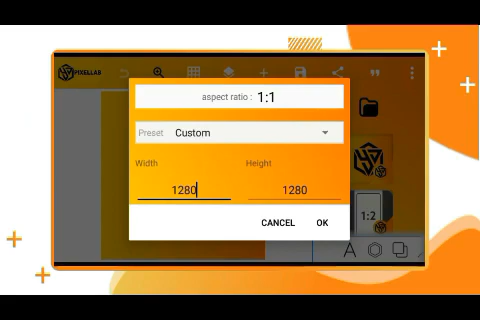 PIXELLAB
aspect ratio : 1:1
Preset Custom
Width Height
1280 1280
1:2
CANCEL OK
A